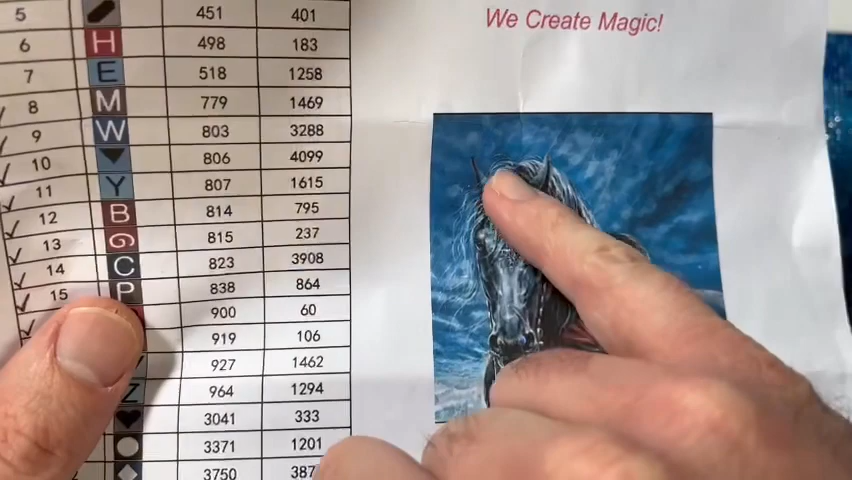 We Create Magic!
5 451 401
6 H 498 183
7 E 518 1258
8 M 779 1469
9 W 803 3288
10 806 4099
11 Y 807 1615
12 B 814 795
13 815 237
14 C 823 3908
15 P 838 864
900 60
919 106
927 1462
Z 964 1294
3041 333
3371 1201
3750 387